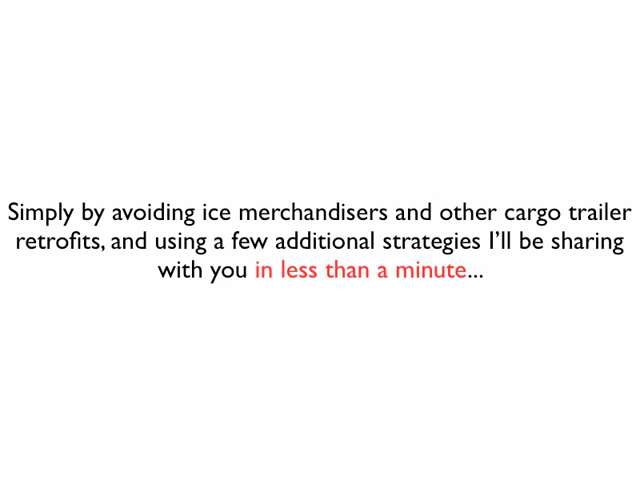 Simply by avoiding ice merchandisers and other cargo trailer
retrofits, and using a few additional strategies I’ll be sharing
with you in less than a minute...